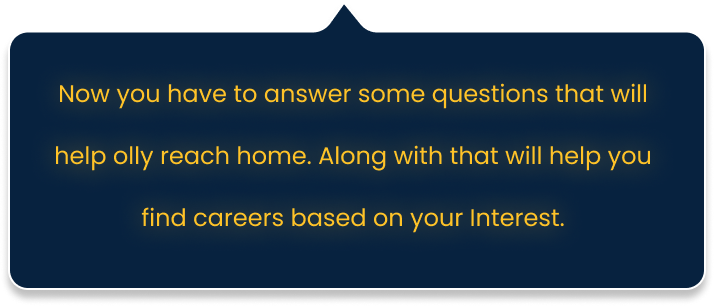 Now you have to answer some questions that will
help olly reach home. Along with that will help you
find careers based on your Interest.